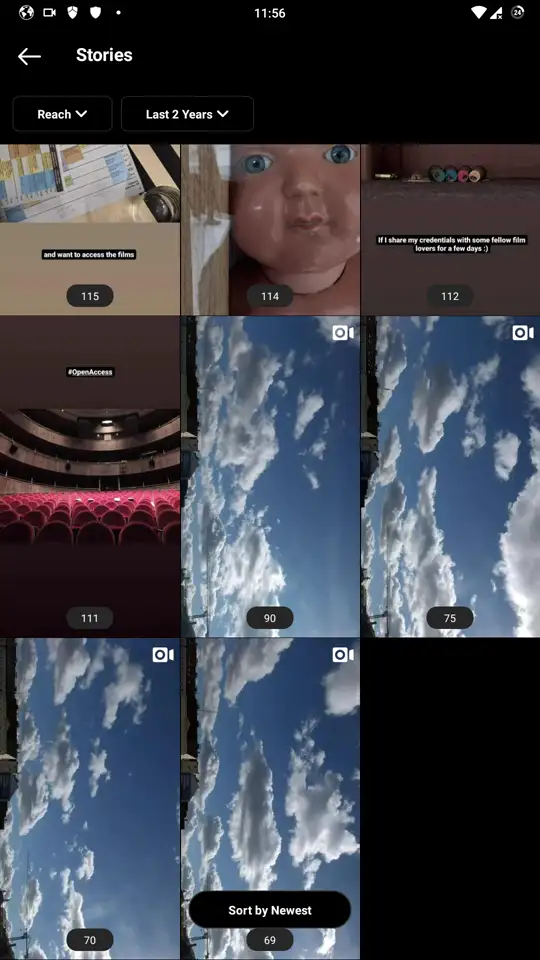 11:56
24
Stories
Reach
Last 2 Years
and want to access the films
If I share my credentials with some fellow film
lovers for a few days :)
115
114
112
#OpenAccess
111
90
75
Sort by Newest
70
69